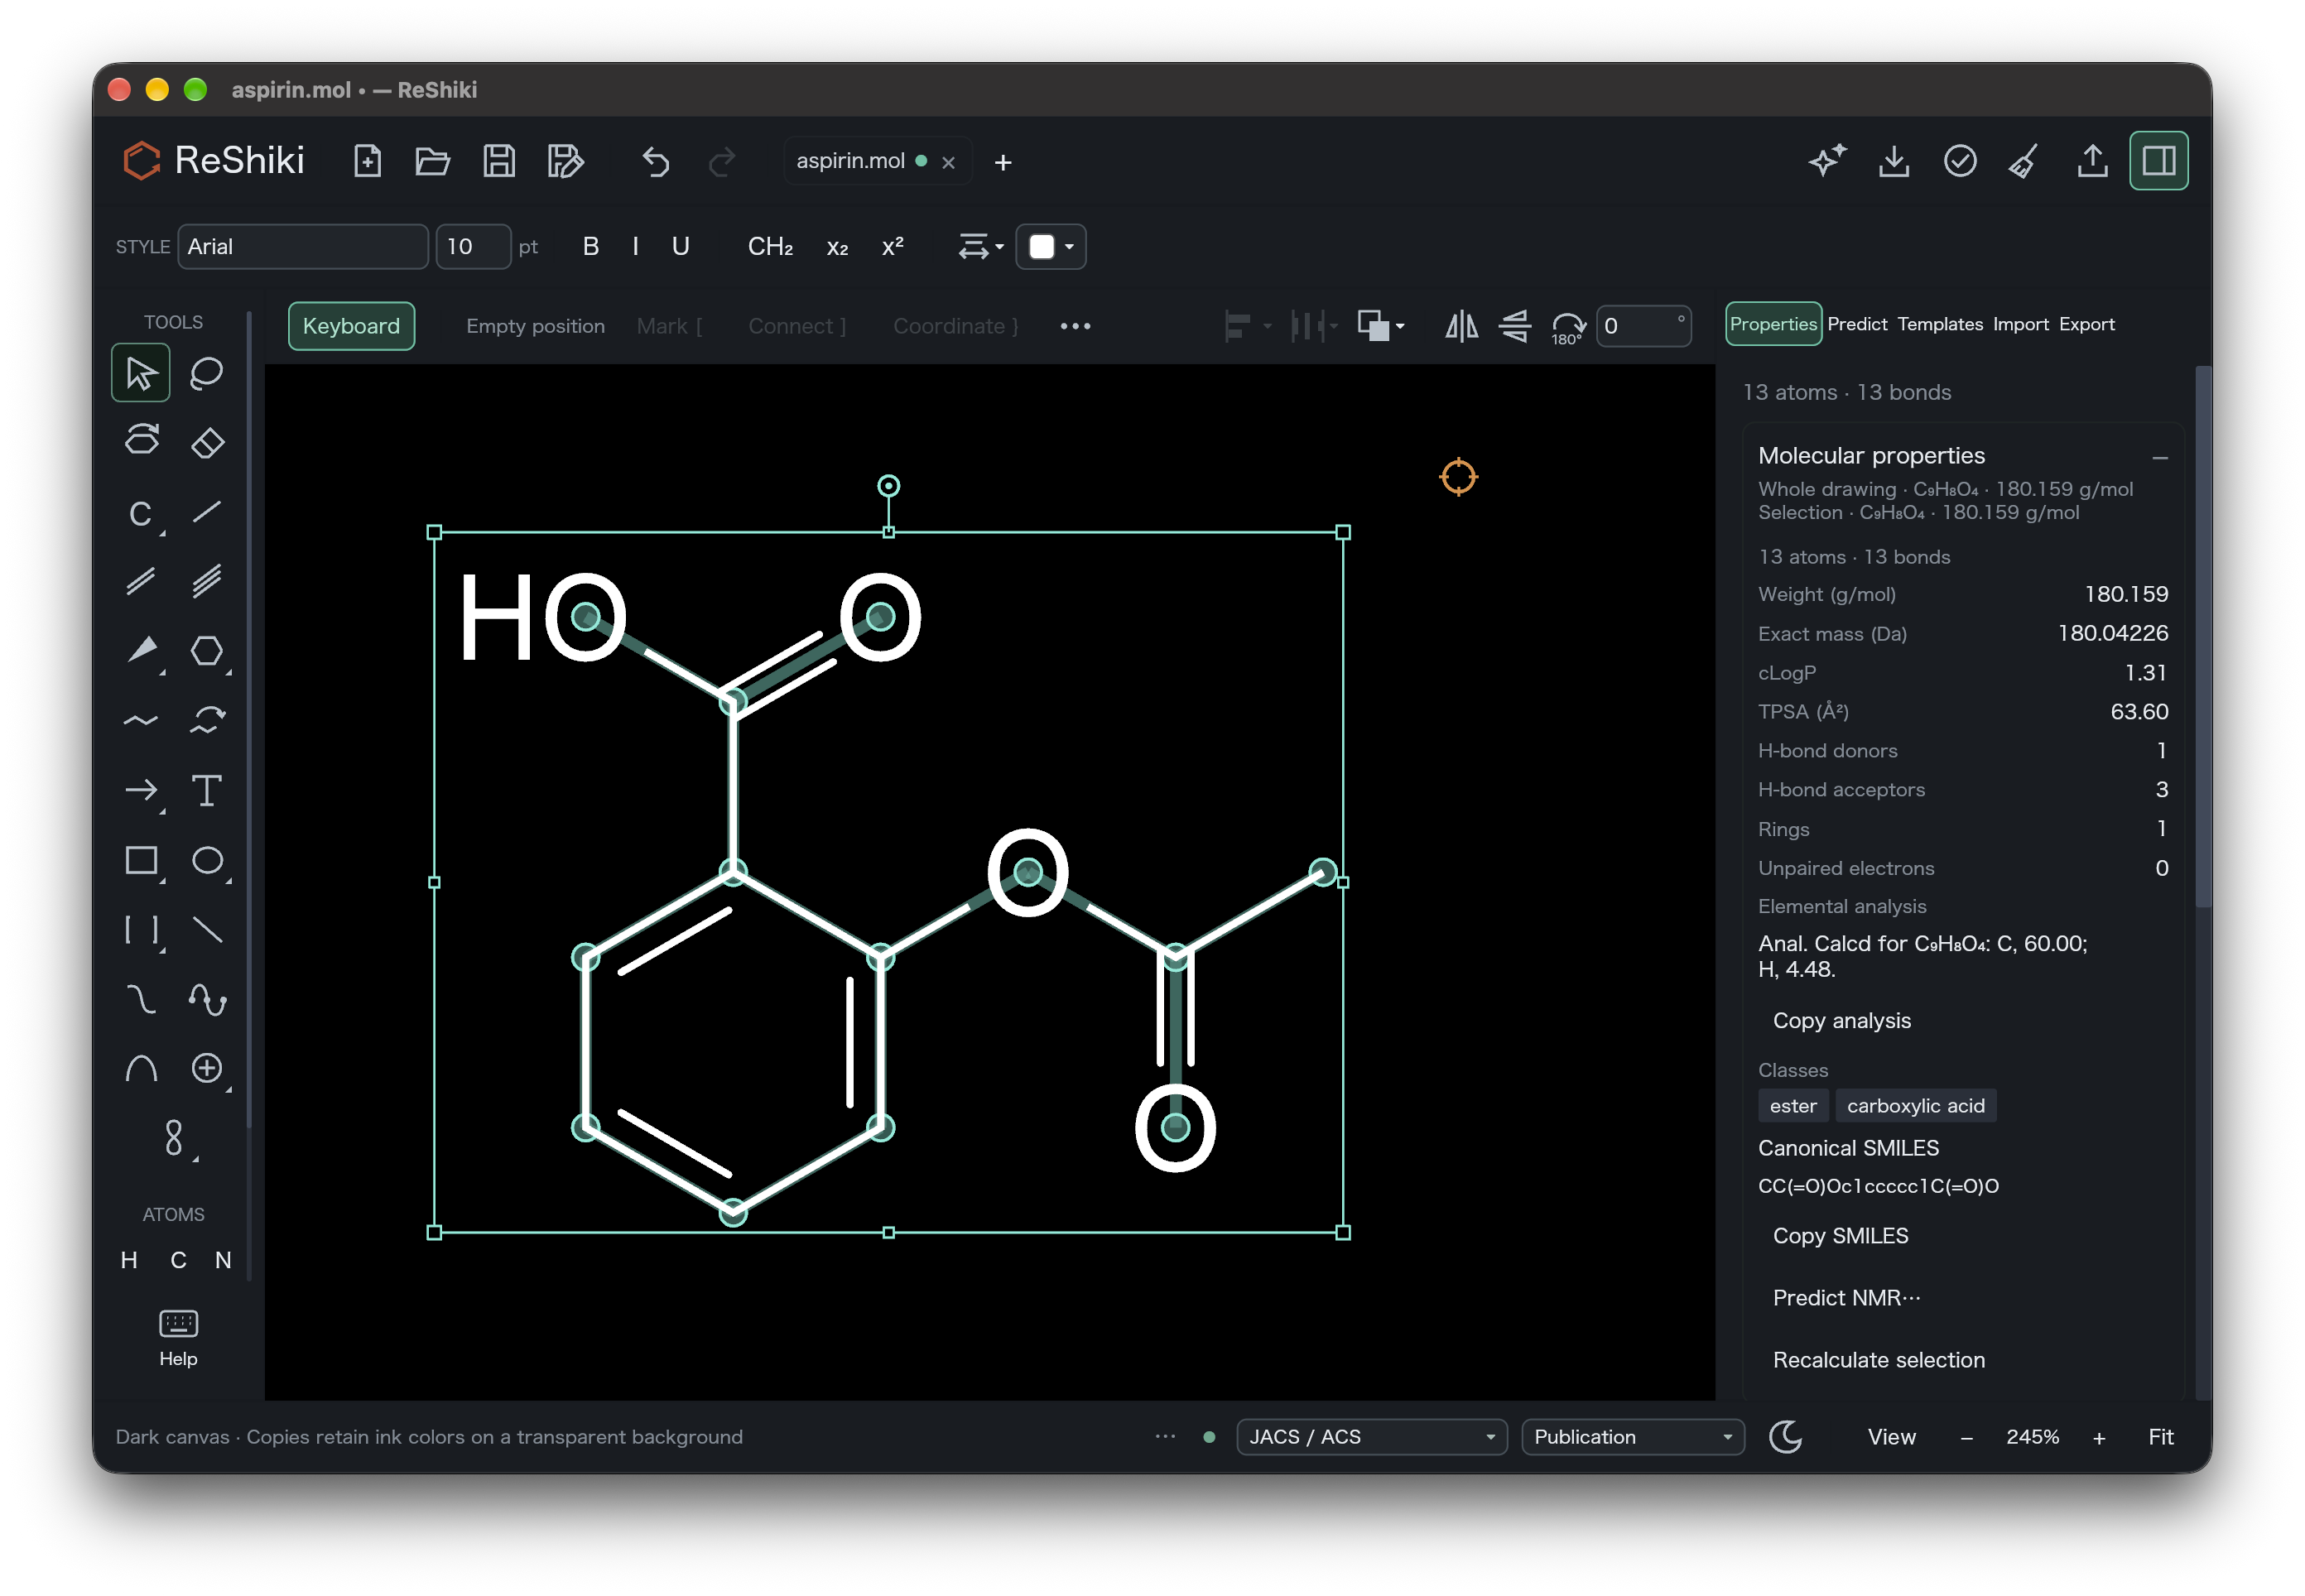 aspirin.mol • — ReShiki
ReShiki
aspirin.mol
STYLE Arial 10 pt B I U CH₂ x₂ x²
TOOLS
Keyboard Empty position Mark [ Connect ] Coordinate } •••
180°
0 °
Properties Predict Templates Import Export
C
T
[ ]
ATOMS
H C N
Help
HO O
O
O
13 atoms · 13 bonds
Molecular properties
Whole drawing · C₉H₈O₄ · 180.159 g/mol
Selection · C₉H₈O₄ · 180.159 g/mol
13 atoms · 13 bonds
Weight (g/mol) 180.159
Exact mass (Da) 180.04226
cLogP 1.31
TPSA (Å²) 63.60
H-bond donors 1
H-bond acceptors 3
Rings 1
Unpaired electrons 0
Elemental analysis
Anal. Calcd for C₉H₈O₄: C, 60.00;
H, 4.48.
Copy analysis
Classes
ester carboxylic acid
Canonical SMILES
CC(=O)Oc1ccccc1C(=O)O
Copy SMILES
Predict NMR⋯
Recalculate selection
Dark canvas · Copies retain ink colors on a transparent background
⋯ JACS / ACS Publication View − 245% + Fit